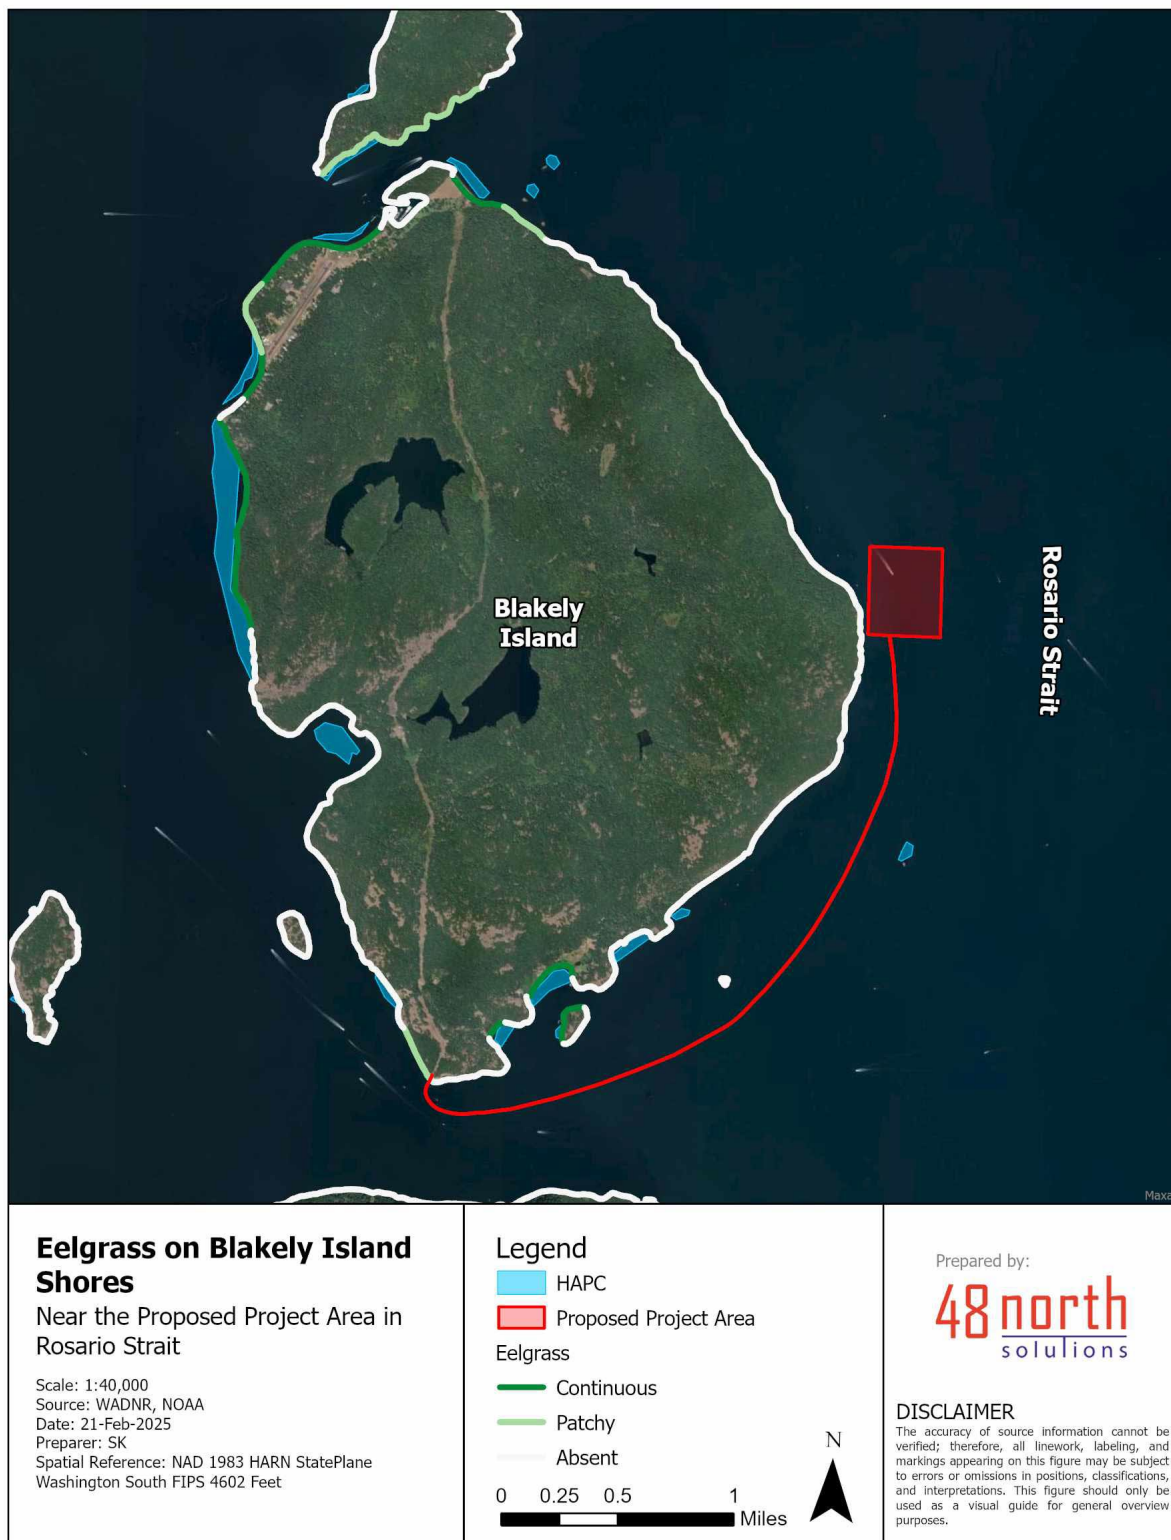 Blakely
Island
Rosario Strait
Maxa
Eelgrass on Blakely Island
Shores
Near the Proposed Project Area in
Rosario Strait
Scale: 1:40,000
Source: WADNR, NOAA
Date: 21-Feb-2025
Preparer: SK
Spatial Reference: NAD 1983 HARN StatePlane
Washington South FIPS 4602 Feet
Legend
HAPC
Proposed Project Area
Eelgrass
Continuous
Patchy
Absent
0 0.25 0.5 1
Miles
N
Prepared by:
48 north
solutions
DISCLAIMER
The accuracy of source information cannot be
verified; therefore, all linework, labeling, and
markings appearing on this figure may be subject
to errors or omissions in positions, classifications,
and interpretations. This figure should only be
used as a visual guide for general overview
purposes.